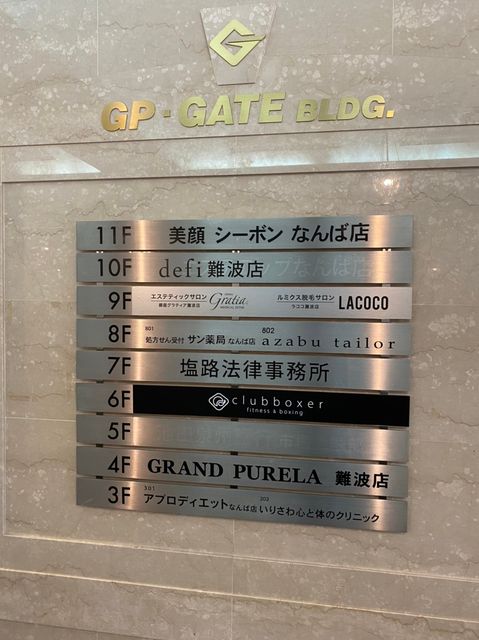 GP·GATE BLDG.
11F 美顔 シーボン なんば店
10F defi 難波店
9F エステティックサロン 銀座グラティア難波店 Gratia ルミクス脱毛サロン ラココ難波店 LACOCO
8F 801 処方せん受付 サン薬局 なんば店 802 azabu tailor
7F 塩路法律事務所
6F clubboxer
fitness & boxing
5F
4F GRAND PURELA 難波店
3F 301 アプロディエット なんば店 302 いりさわ心と体のクリニック